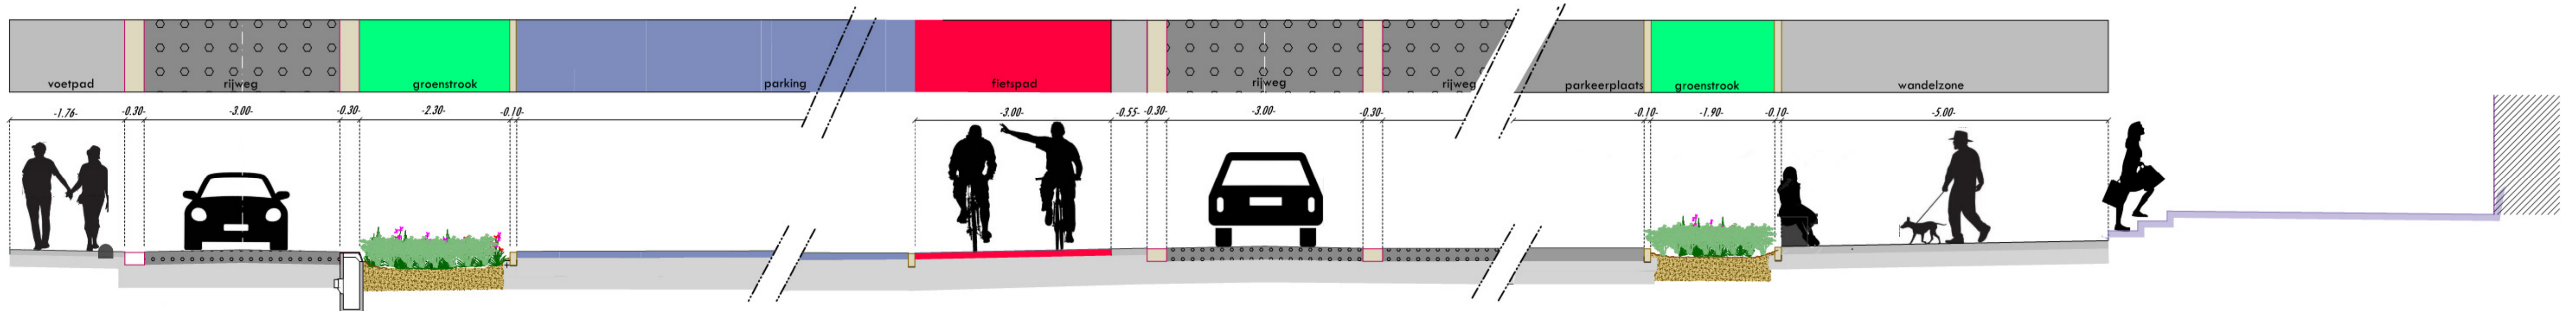 voetpad
rijweg
groenstrook
parking
fietspad
rijweg
rijweg
parkeerplaats
groenstrook
wandelzone
-1.76- -0.30- -3.00- -0.30- -2.30- -0.10- -3.00- -0.55- -0.30- -3.00- -0.30- -0.10- -1.90- -0.10- -5.00-